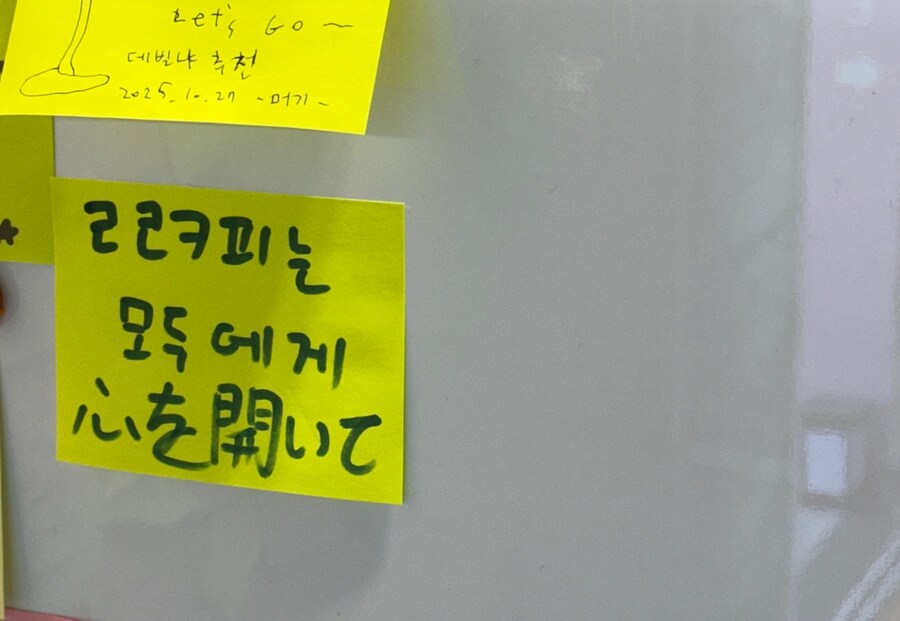 Let's Go~
데빌냐 추천
2025.10.27 -머기-
ㄹㄹㅋ피는
모두에게
心を開いて